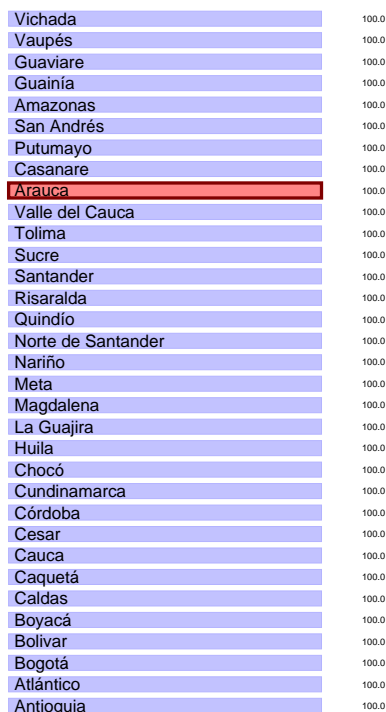 Vichada 100.0
Vaupés 100.0
Guaviare 100.0
Guainía 100.0
Amazonas 100.0
San Andrés 100.0
Putumayo 100.0
Casanare 100.0
Arauca 100.0
Valle del Cauca 100.0
Tolima 100.0
Sucre 100.0
Santander 100.0
Risaralda 100.0
Quindío 100.0
Norte de Santander 100.0
Nariño 100.0
Meta 100.0
Magdalena 100.0
La Guajira 100.0
Huila 100.0
Chocó 100.0
Cundinamarca 100.0
Córdoba 100.0
Cesar 100.0
Cauca 100.0
Caquetá 100.0
Caldas 100.0
Boyacá 100.0
Bolivar 100.0
Bogotá 100.0
Atlántico 100.0
Antioquia 100.0